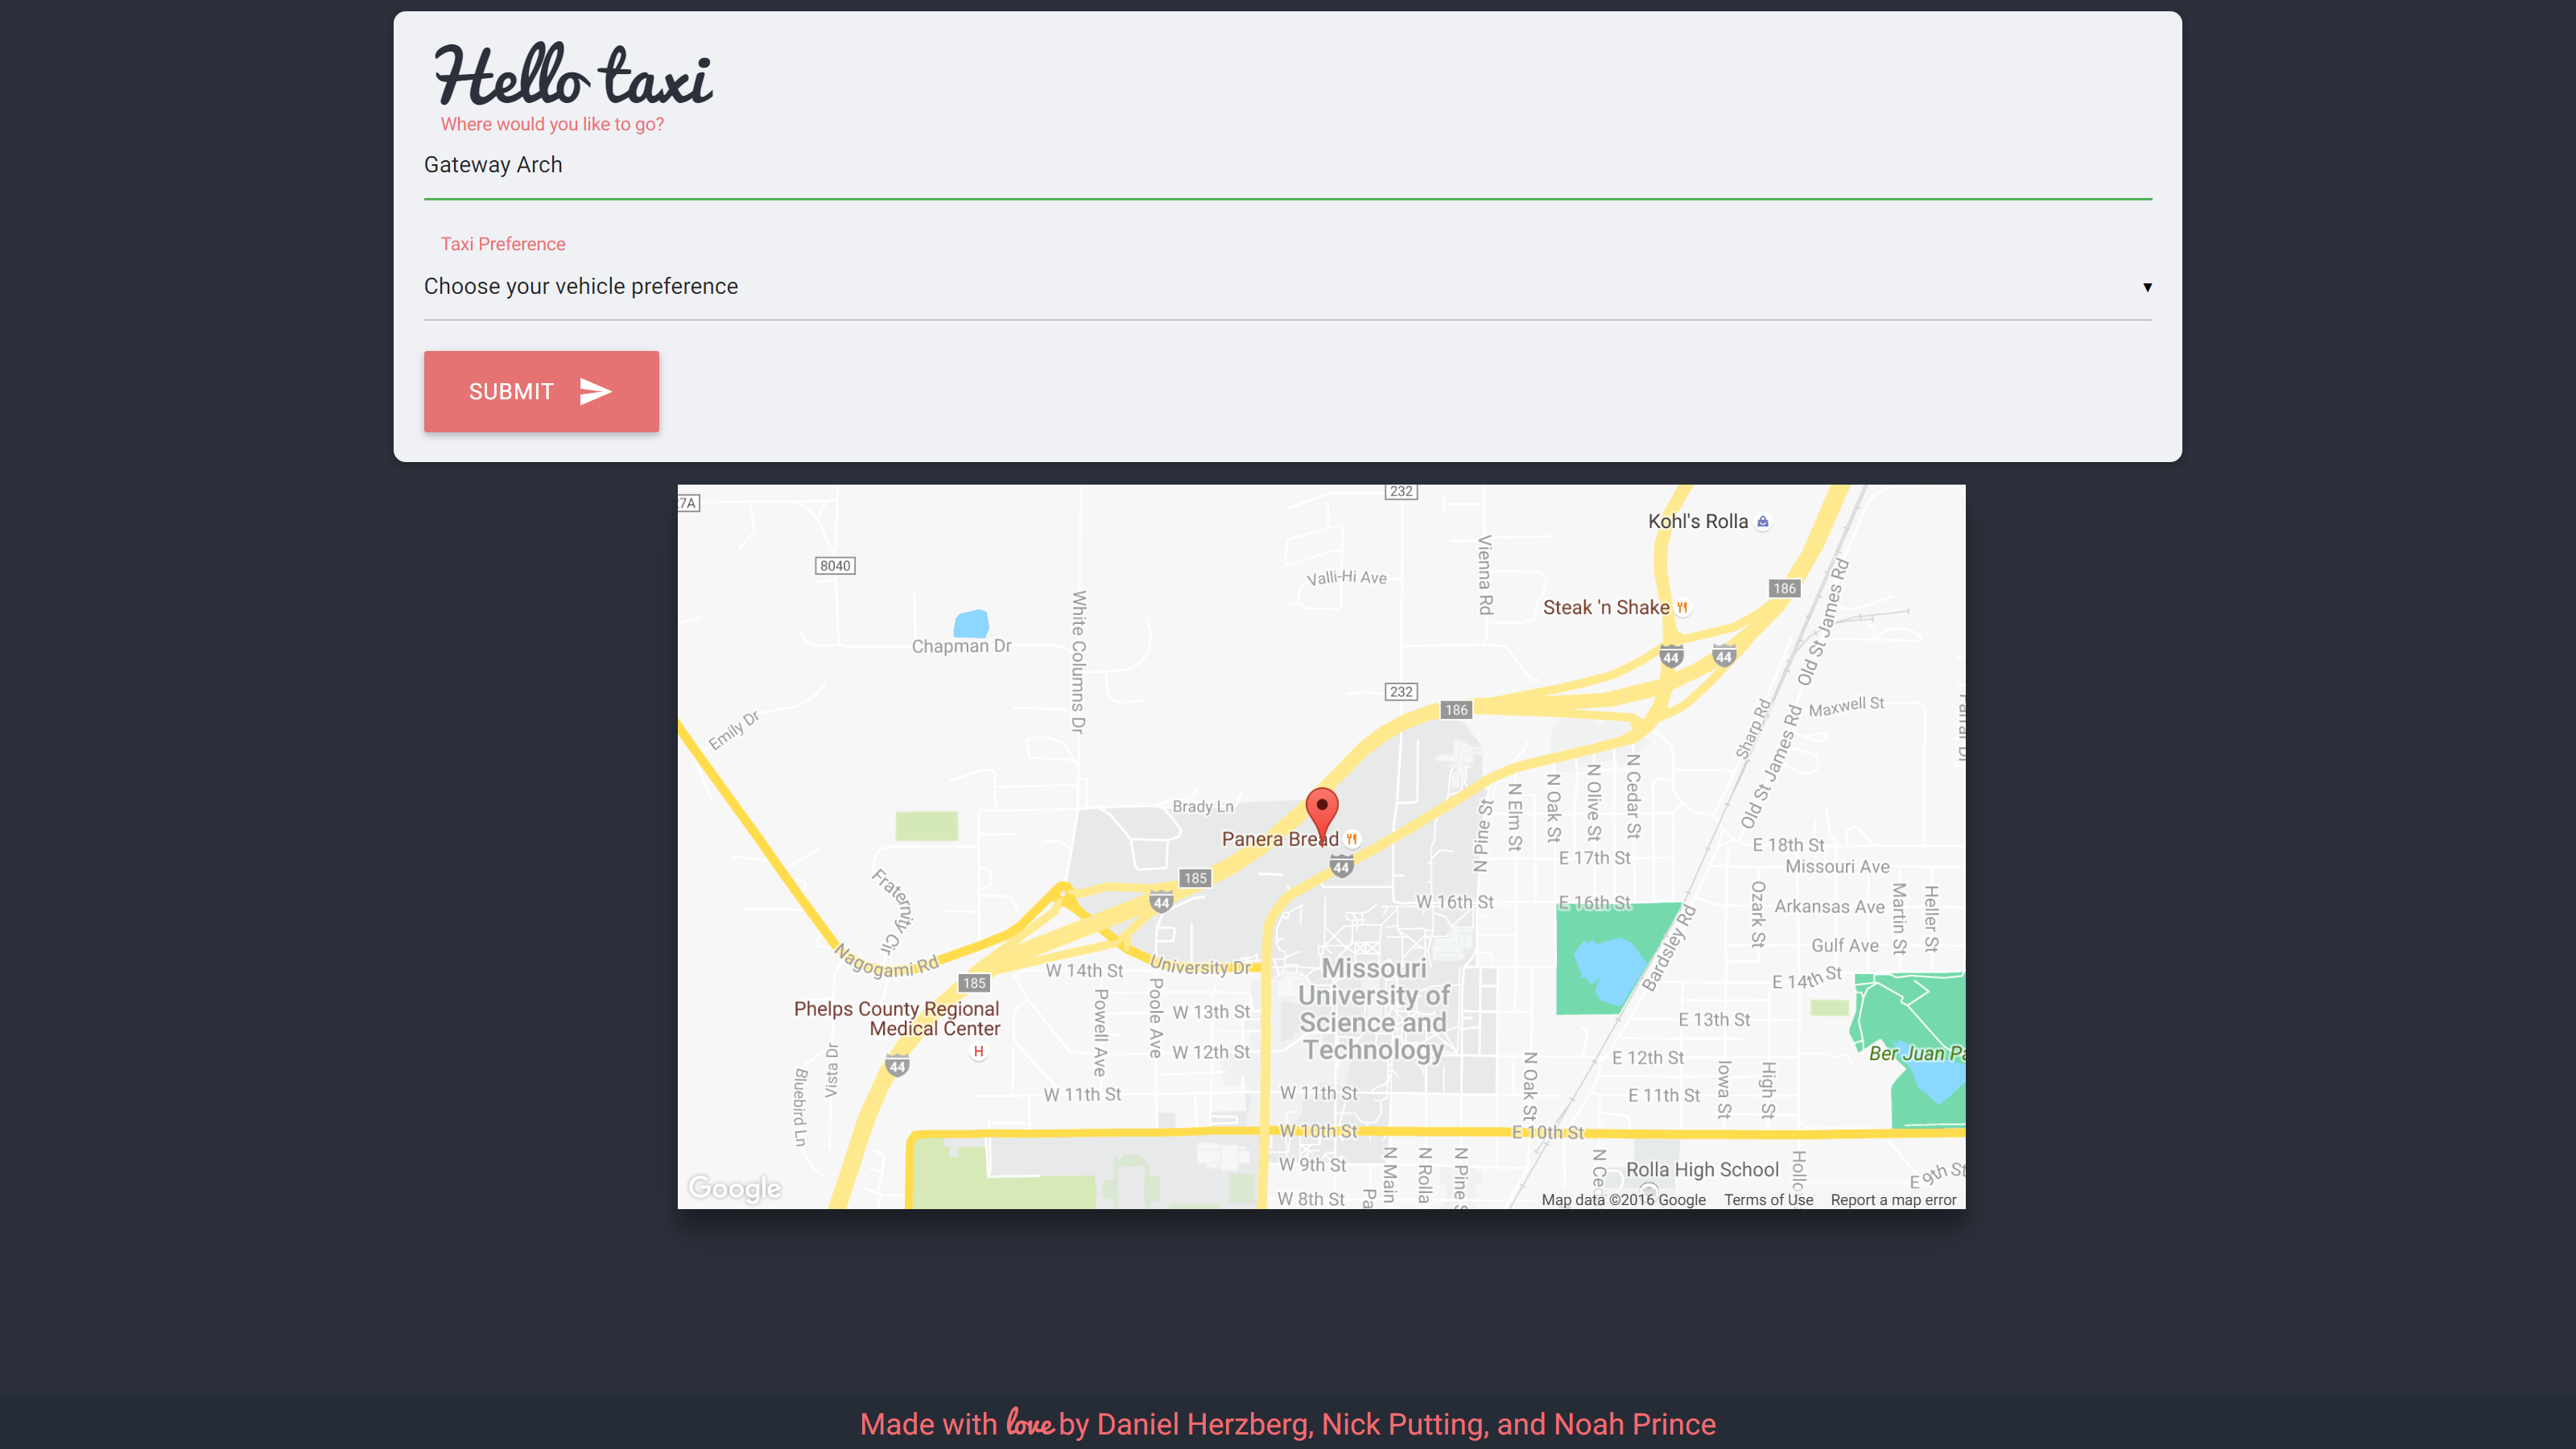 Hello taxi
Where would you like to go?
Gateway Arch
Taxi Preference
Choose your vehicle preference
SUBMIT
7A
232
Kohl's Rolla
8040
Valli-Hi Ave
Vienna Rd
186
Steak 'n Shake
Old St James Rd
Chapman Dr
White Columns Dr
44
44
232
186
Emily Dr
Sharp Rd
Maxwell St
Old St James Rd
N Cedar St
N Olive St
N Oak St
N Elm St
N Pine St
Brady Ln
Panera Bread
44
E 18th St
E 17th St
Missouri Ave
185
44
Fraternity Cir
W 16th St
E 16th St
Ozark St
Arkansas Ave
Martin St
Heller St
Bardsley Rd
Gulf Ave
Nagogami Rd
University Dr
W 14th St
E 14th St
185
Missouri
University of
Science and
Technology
Phelps County Regional
Medical Center
H
Powell Ave
Poole Ave
W 13th St
E 13th St
W 12th St
E 12th St
Ber Juan Pa
44
Vista Dr
Bluebird Ln
W 11th St
W 11th St
N Oak St
E 11th St
Iowa St
High St
W 10th St
E 10th St
W 9th St
N Main
N Rolla
N Pine S
N Ce
Rolla High School
Hollo
E 9th St
W 8th St
Pa
Google
Map data ©2016 Google Terms of Use Report a map error
Made with love by Daniel Herzberg, Nick Putting, and Noah Prince